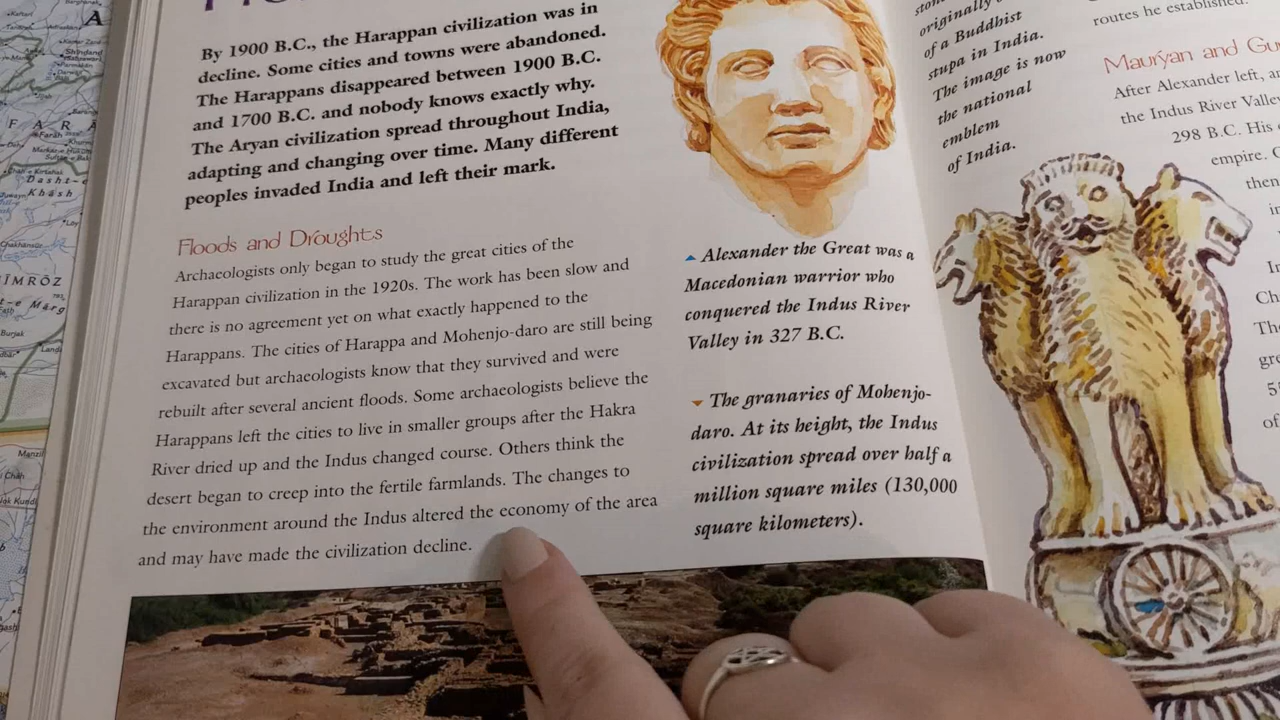 By 1900 B.C., the Harappan civilization was in
decline. Some cities and towns were abandoned.
The Harappans disappeared between 1900 B.C.
and 1700 B.C. and nobody knows exactly why.
The Aryan civilization spread throughout India,
adapting and changing over time. Many different
peoples invaded India and left their mark.
Floods and Droughts
Archaeologists only began to study the great cities of the
Harappan civilization in the 1920s. The work has been slow and
there is no agreement yet on what exactly happened to the
Harappans. The cities of Harappa and Mohenjo-daro are still being
excavated but archaeologists know that they survived and were
rebuilt after several ancient floods. Some archaeologists believe the
Harappans left the cities to live in smaller groups after the Hakra
River dried up and the Indus changed course. Others think the
desert began to creep into the fertile farmlands. The changes to
the environment around the Indus altered the economy of the area
and may have made the civilization decline.
Alexander the Great was a
Macedonian warrior who
conquered the Indus River
Valley in 327 B.C.
The granaries of Mohenjo-
daro. At its height, the Indus
civilization spread over half a
million square miles (130,000
square kilometers).
originally
of a Buddhist
stupa in India.
The image is now
the national
emblem
of India.
routes he established.
Mauryan and
After Alexander left,
the Indus River
298 B.C. His
empire.
then